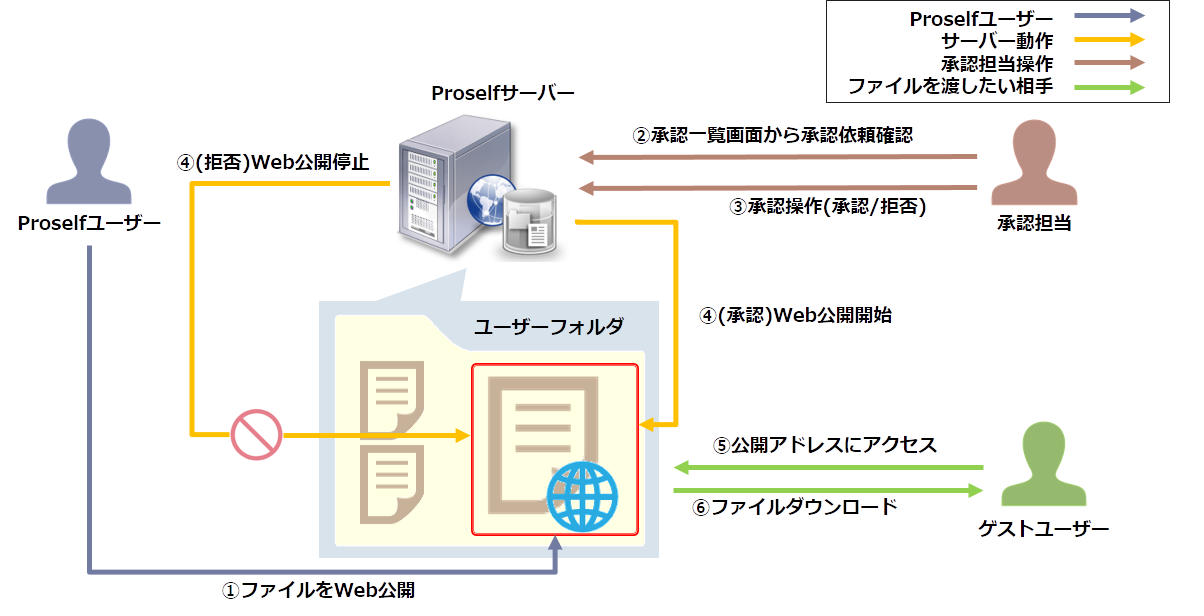 Proselfユーザー
サーバー動作
承認担当操作
ファイルを渡したい相手
Proselfサーバー
②承認一覧画面から承認依頼確認
④(拒否)Web公開停止
③承認操作(承認/拒否)
Proselfユーザー
承認担当
④(承認)Web公開開始
ユーザーフォルダ
⑤公開アドレスにアクセス
⑥ファイルダウンロード
ゲストユーザー
①ファイルをWeb公開